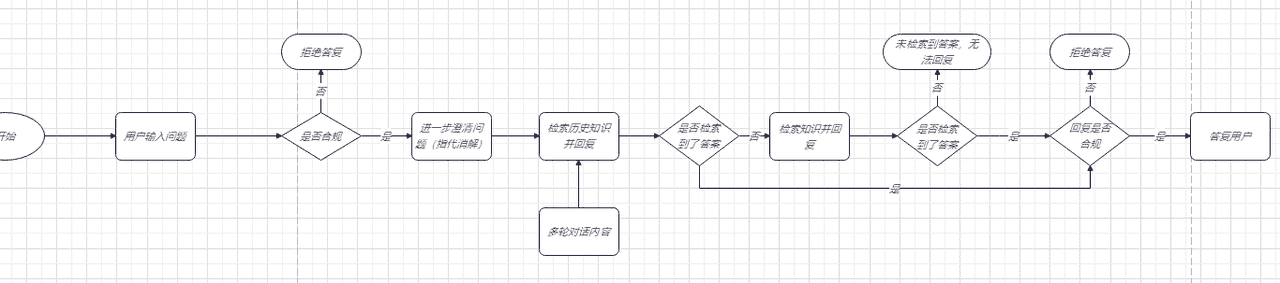 开始
用户输入问题
是否合规
否
拒绝答复
是
进一步澄清问
题（指代消解）
检索历史知识
并回复
多轮对话内容
是否检索
到了答案
否
检索知识并回
复
是否检索
到了答案
否
未检索到答案，无
法回复
是
是
回复是否
合规
否
拒绝答复
是
答复用户